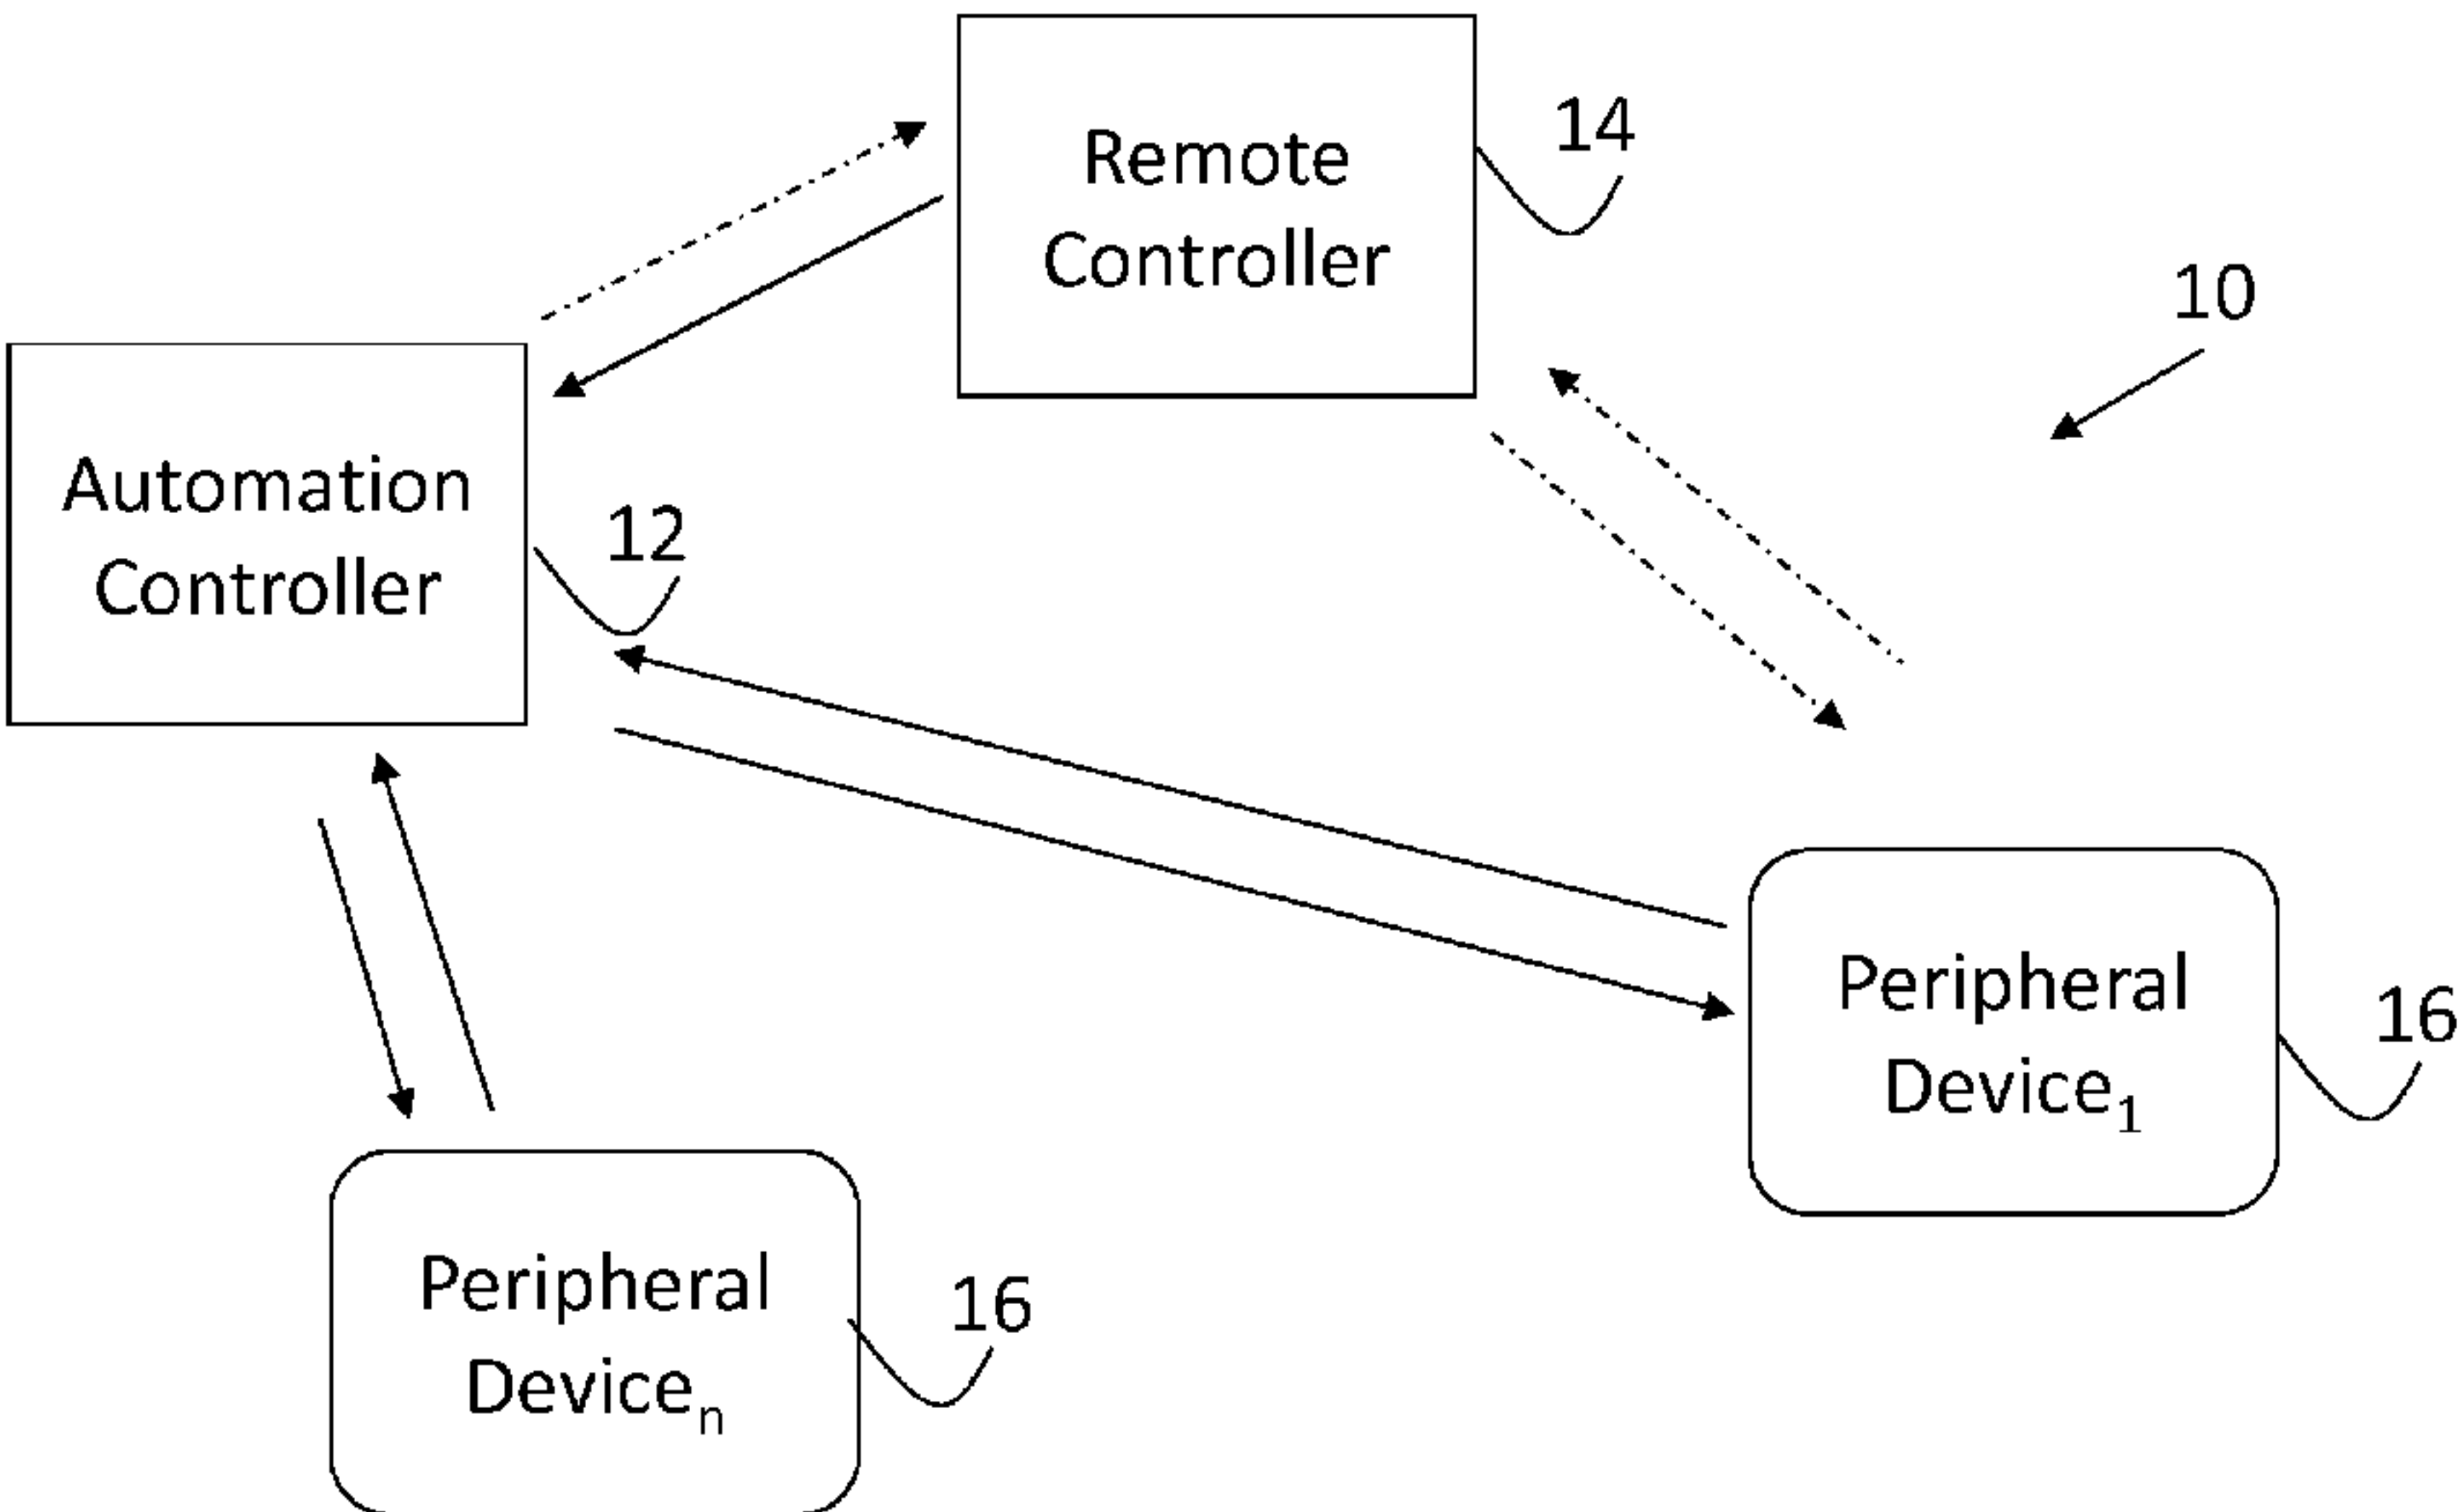 Remote
Controller
14
10
Automation
Controller
12
Peripheral
Device₁
16
Peripheral
Deviceₙ
16